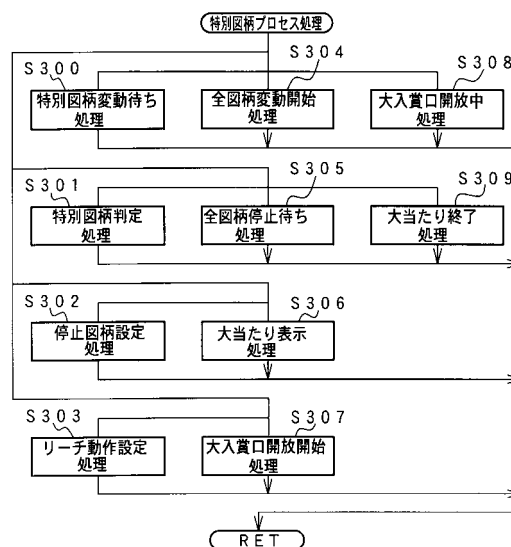 特別図柄プロセス処理
S300
S304
S308
特別図柄変動待ち
処理
全図柄変動開始
処理
大入賞口開放中
処理
S301
S305
S309
特別図柄判定
処理
全図柄停止待ち
処理
大当たり終了
処理
S302
S306
停止図柄設定
処理
大当たり表示
処理
S303
S307
リーチ動作設定
処理
大入賞口開放開始
処理
RET